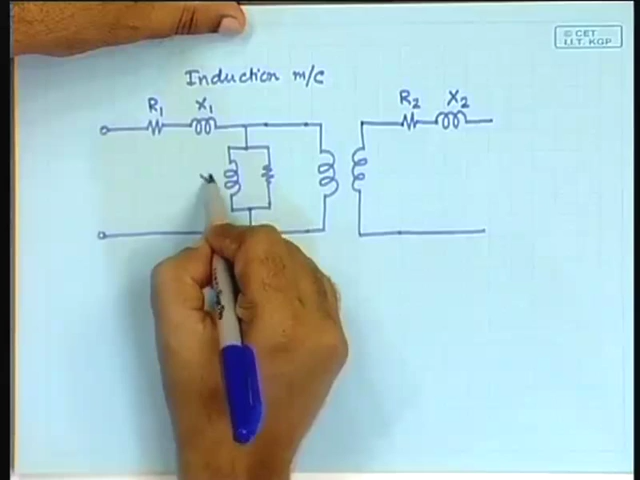 © CET
I.I.T. KGP
Induction m/c
R1 X1
R2 X2